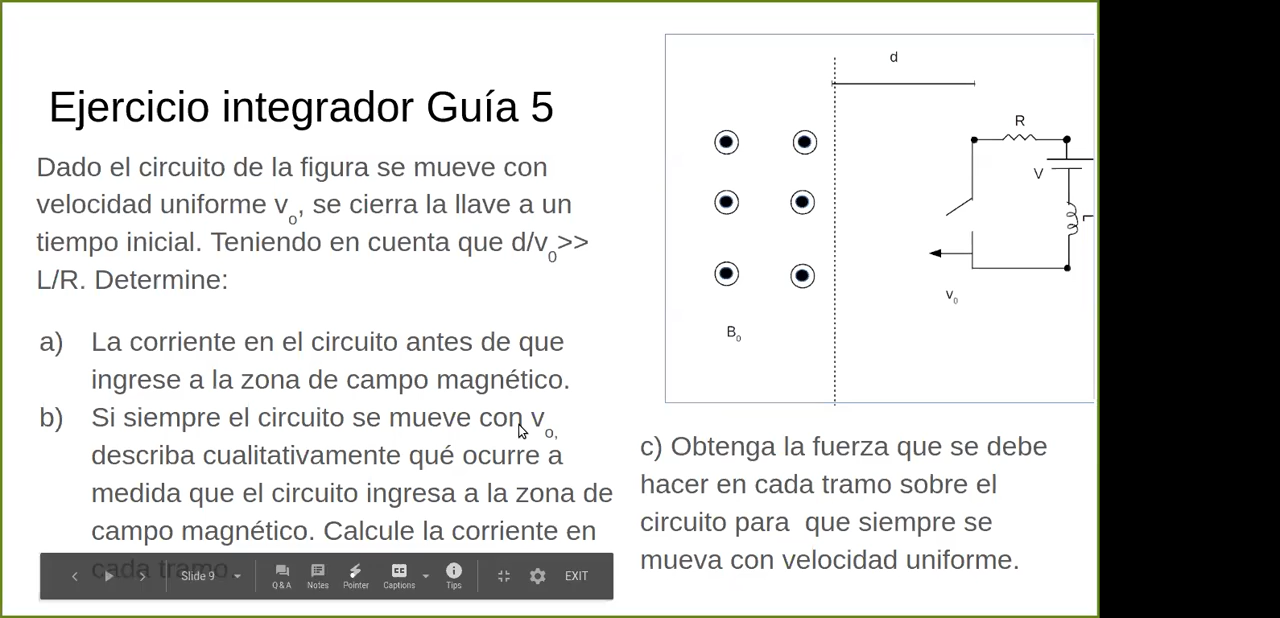 Ejercicio integrador Guía 5
Dado el circuito de la figura se mueve con
velocidad uniforme vo, se cierra la llave a un
tiempo inicial. Teniendo en cuenta que d/v0>>
L/R. Determine:
a) La corriente en el circuito antes de que
ingrese a la zona de campo magnético.
b) Si siempre el circuito se mueve con vo,
describa cualitativamente qué ocurre a
medida que el circuito ingresa a la zona de
campo magnético. Calcule la corriente en
cada tramo.
d
R
V
L
v0
B0
c) Obtenga la fuerza que se debe
hacer en cada tramo sobre el
circuito para que siempre se
mueva con velocidad uniforme.
Slide 9
Q & A
Notes
Pointer
CC
Captions
Tips
EXIT